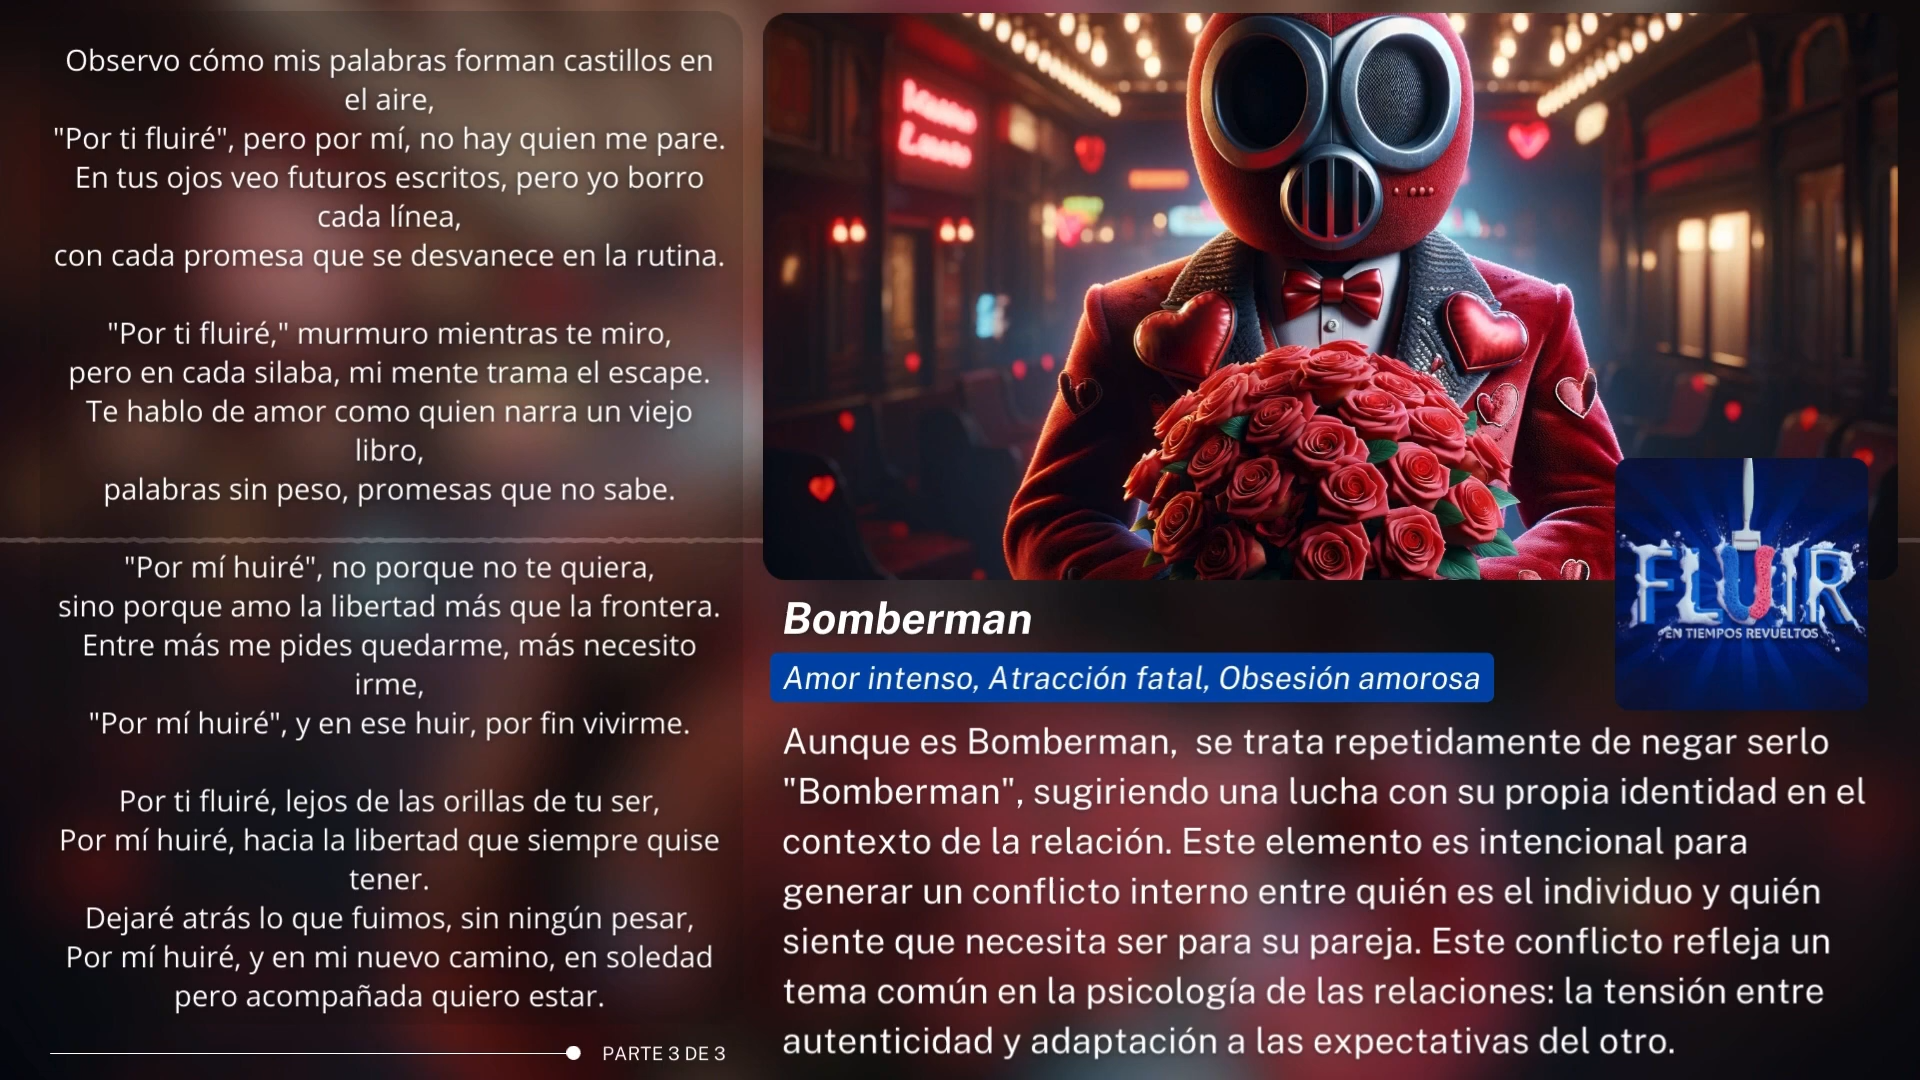 Observo cómo mis palabras forman castillos en
el aire,
"Por ti fluiré", pero por mí, no hay quien me pare.
En tus ojos veo futuros escritos, pero yo borro
cada línea,
con cada promesa que se desvanece en la rutina.
"Por ti fluiré," murmuro mientras te miro,
pero en cada silaba, mi mente trama el escape.
Te hablo de amor como quien narra un viejo
libro,
palabras sin peso, promesas que no sabe.
"Por mí huiré", no porque no te quiera,
sino porque amo la libertad más que la frontera.
Entre más me pides quedarme, más necesito
irme,
"Por mí huiré", y en ese huir, por fin vivirme.
Por ti fluiré, lejos de las orillas de tu ser,
Por mí huiré, hacia la libertad que siempre quise
tener.
Dejaré atrás lo que fuimos, sin ningún pesar,
Por mí huiré, y en mi nuevo camino, en soledad
pero acompañada quiero estar.
PARTE 3 DE 3
FLUIR
EN TIEMPOS REVUELTOS
Bomberman
Amor intenso, Atracción fatal, Obsesión amorosa
Aunque es Bomberman,  se trata repetidamente de negar serlo
"Bomberman", sugiriendo una lucha con su propia identidad en el
contexto de la relación. Este elemento es intencional para
generar un conflicto interno entre quién es el individuo y quién
siente que necesita ser para su pareja. Este conflicto refleja un
tema común en la psicología de las relaciones: la tensión entre
autenticidad y adaptación a las expectativas del otro.